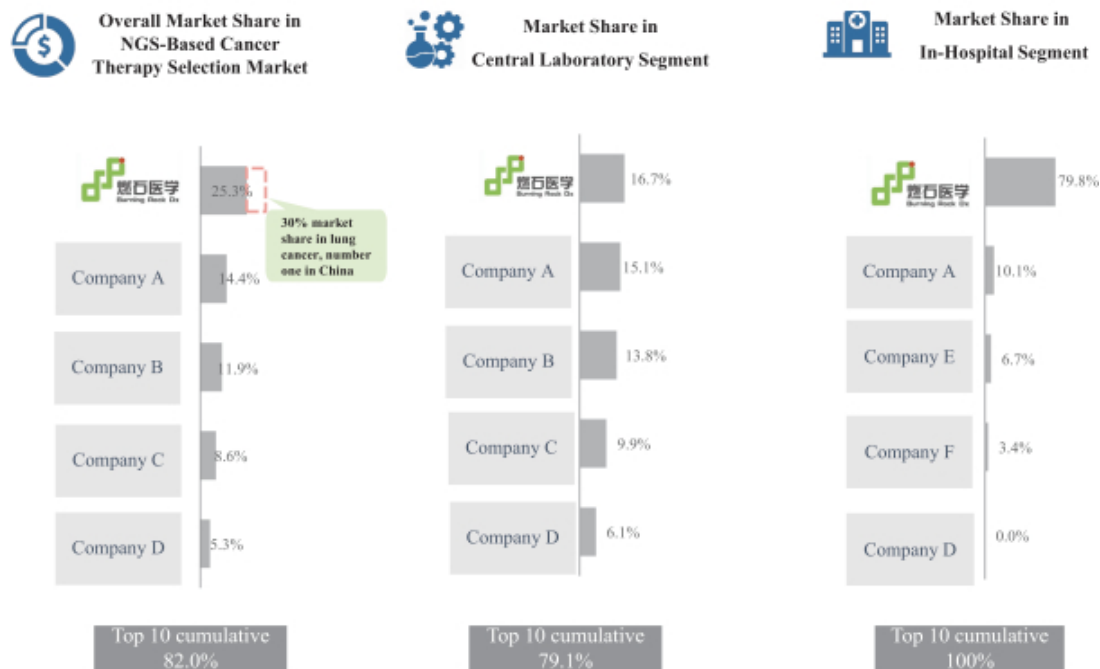 Overall Market Share in
NGS-Based Cancer
Therapy Selection Market
燃石医学
Burning Rock Dx
25.3%
30% market
share in lung
cancer, number
one in China
Company A
14.4%
Company B
11.9%
Company C
8.6%
Company D
5.3%
Top 10 cumulative
82.0%
Market Share in
Central Laboratory Segment
燃石医学
Burning Rock Dx
16.7%
Company A
15.1%
Company B
13.8%
Company C
9.9%
Company D
6.1%
Top 10 cumulative
79.1%
Market Share in
In-Hospital Segment
燃石医学
Burning Rock Dx
79.8%
Company A
10.1%
Company E
6.7%
Company F
3.4%
Company D
0.0%
Top 10 cumulative
100%